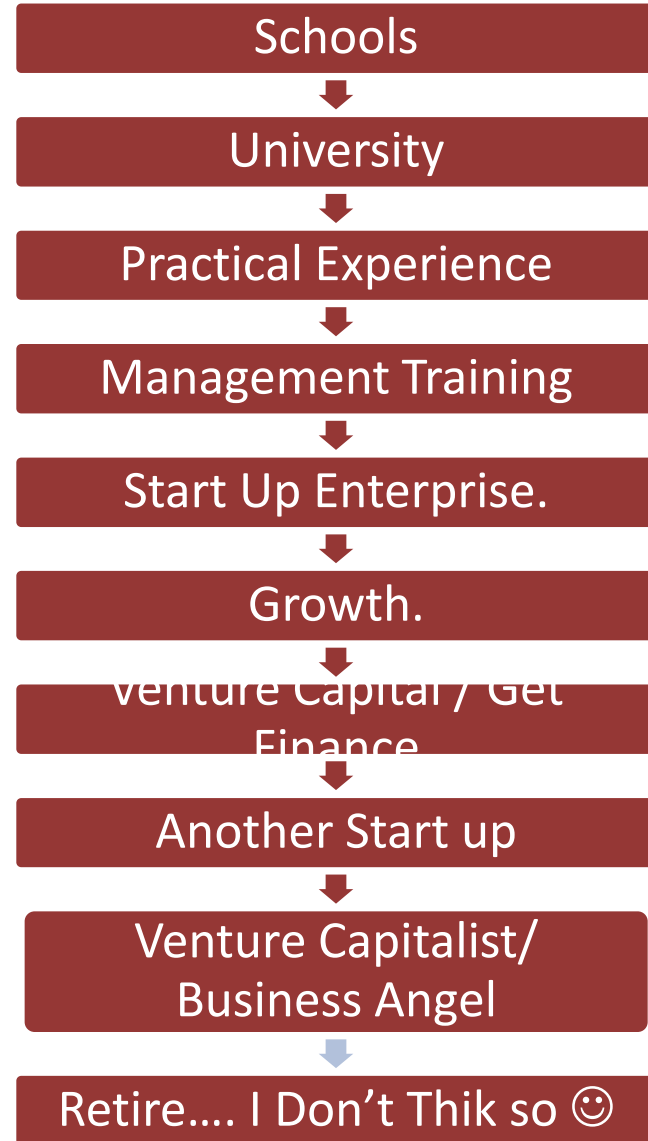 Schools
University
Practical Experience
Management Training
Start Up Enterprise.
Growth.
Venture Capital / Get
Finance
Another Start up
Venture Capitalist/
Business Angel
Retire.... I Don’t Thik so ☺